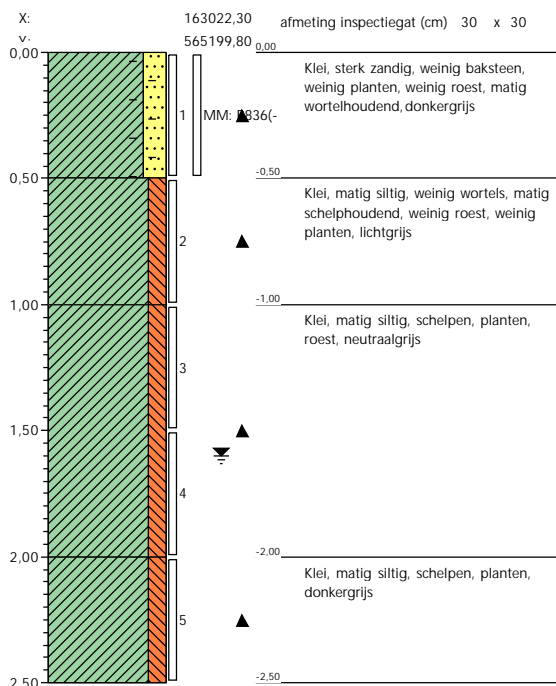 X: 163022,30 afmeting inspectiegat (cm) 30 x 30
565199,80
0,00
0,00
Klei, sterk zandig, weinig baksteen,
weinig planten, weinig roest, matig
wortelhoudend, donkergrijs
1 MM:
0,50
-0,50
Klei, matig siltig, weinig wortels, matig
schelphoudend, weinig roest, weinig
planten, lichtgrijs
2
1,00
-1,00
Klei, matig siltig, schelpen, planten,
roest, neutraalgrijs
3
1,50
4
2,00
-2,00
Klei, matig siltig, schelpen, planten,
donkergrijs
5
2,50
-2,50